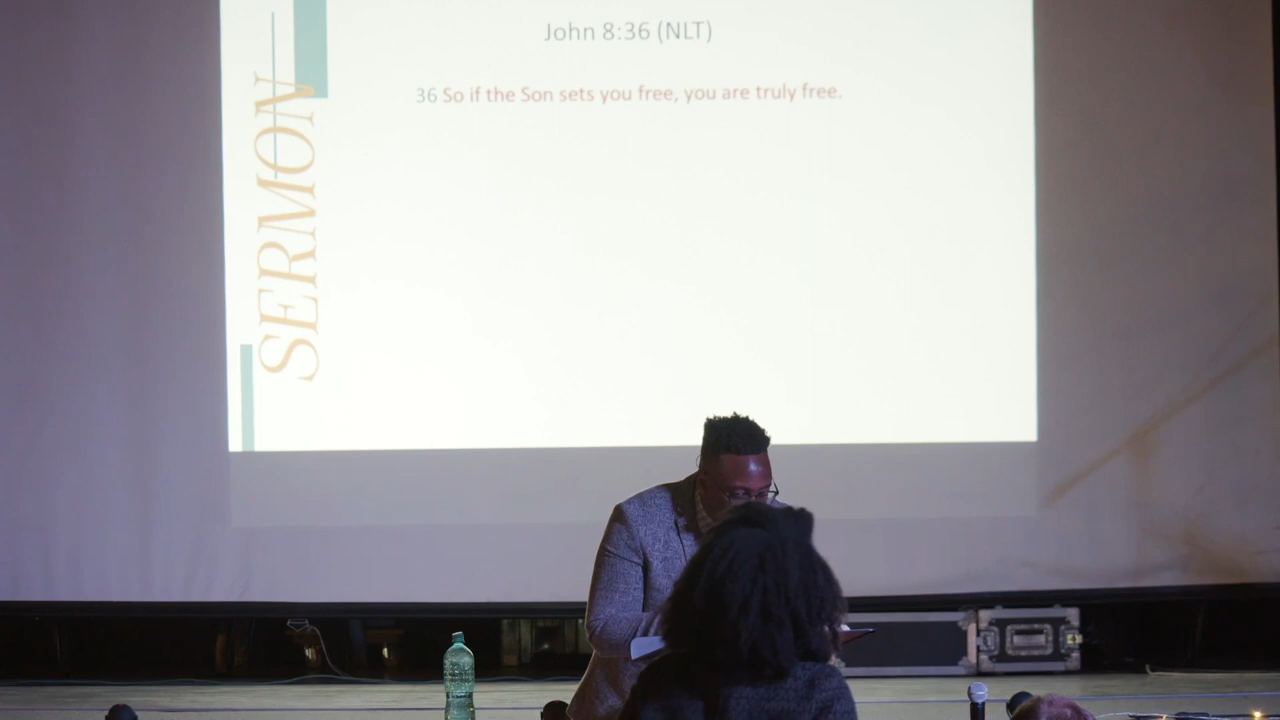 John 8:36 (NLT)
36 So if the Son sets you free, you are truly free.
SERMON